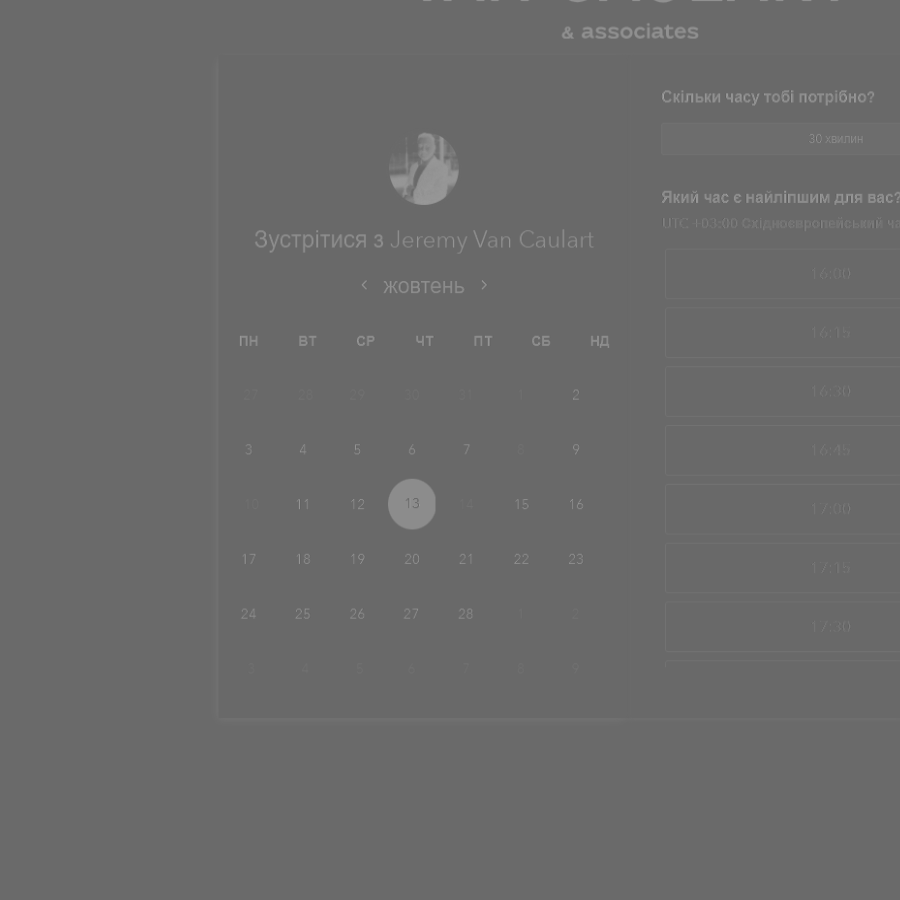 & associates
Зустрітися з Jeremy Van Caulart
жовтень
ПН ВТ СР ЧТ ПТ СБ НД
27 28 29 30 31 1 2
3 4 5 6 7 8 9
10 11 12 13 14 15 16
17 18 19 20 21 22 23
24 25 26 27 28 1 2
3 4 5 6 7 8 9
Скільки часу тобі потрібно?
30 хвилин
Який час є найліпшим для вас?
UTC +03:00 Східноєвропейський
16:00
16:15
16:30
16:45
17:00
17:15
17:30